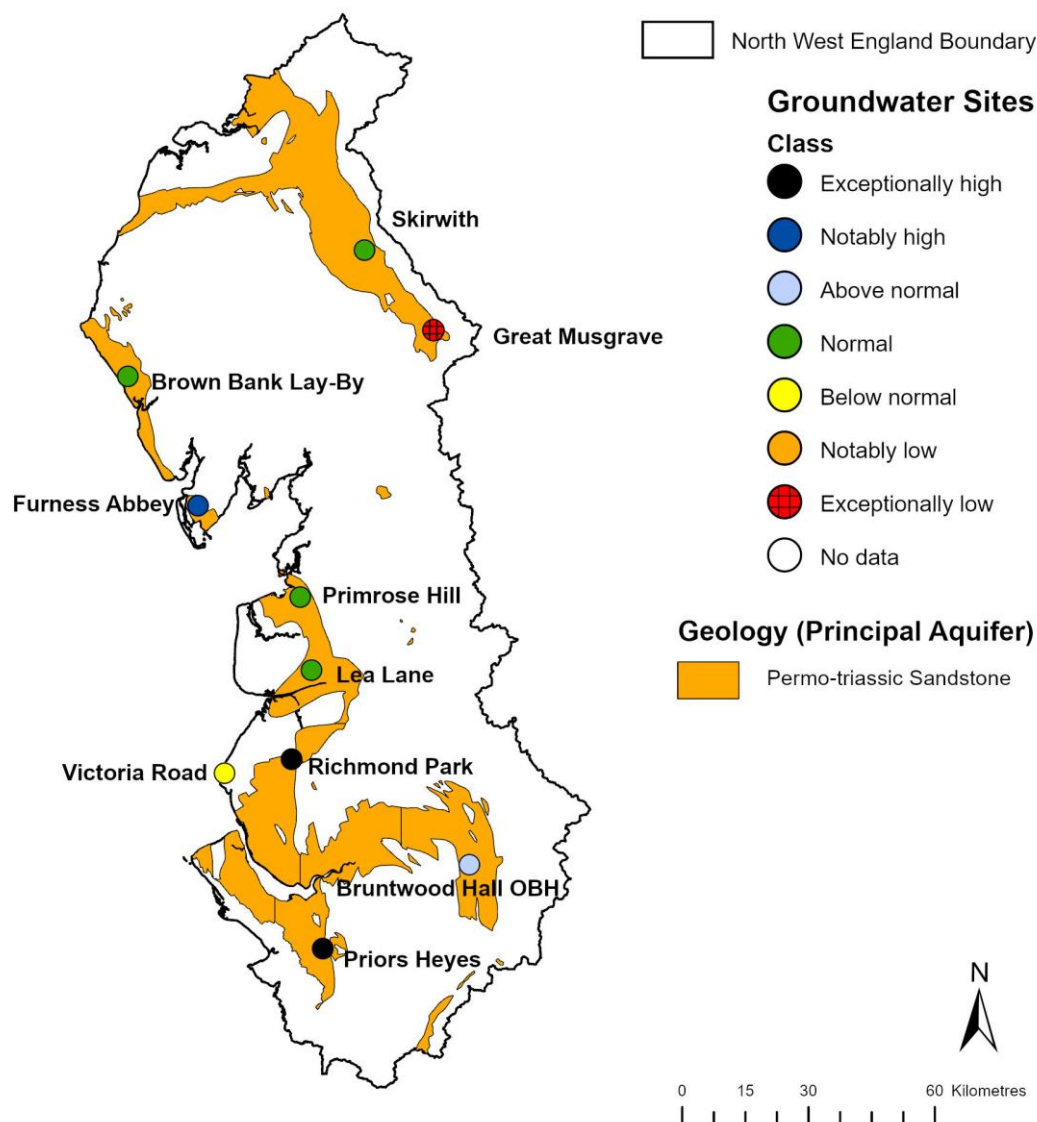 North West England Boundary
Groundwater Sites
Class
Exceptionally high
Notably high
Above normal
Normal
Below normal
Notably low
Exceptionally low
No data
Geology (Principal Aquifer)
Permo-triassic Sandstone
Skirwith
Great Musgrave
Brown Bank Lay-By
Furness Abbey
Primrose Hill
Lea Lane
Victoria Road
Richmond Park
Bruntwood Hall OBH
Priors Heyes
N
0 15 30 60 Kilometres